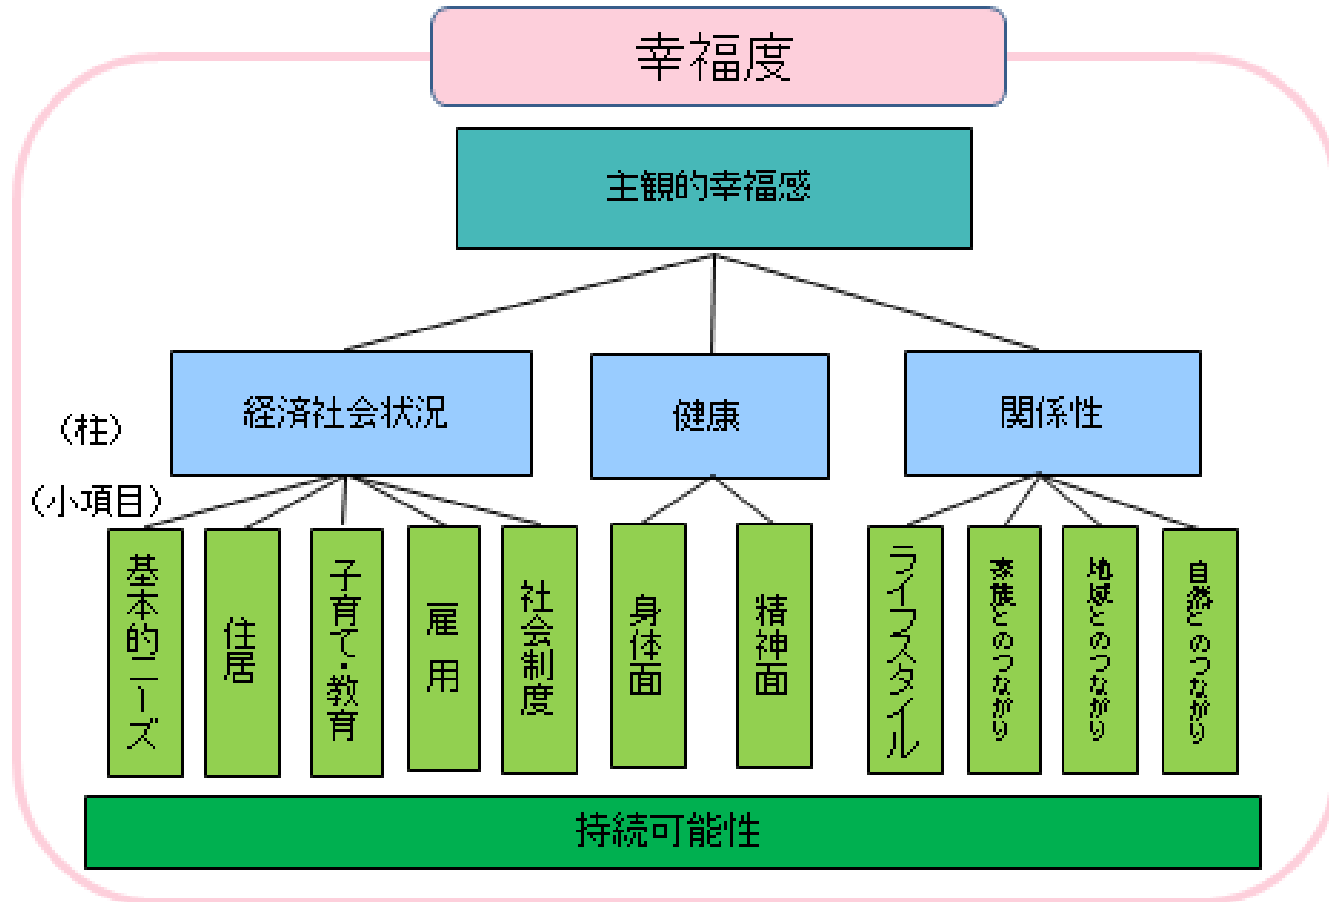 幸福度
主観的幸福感
経済社会状況
健康
関係性
（柱）
（小項目）
基本的ニーズ
住居
子育て・教育
雇用
社会制度
身体面
精神面
ライフスタイル
家族とのつながり
地域とのつながり
自然とのつながり
持続可能性